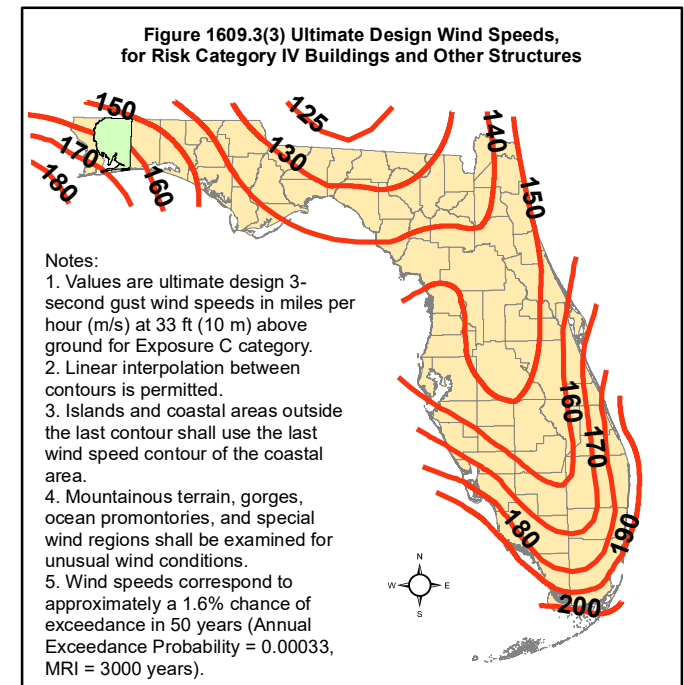 Figure 1609.3(3) Ultimate Design Wind Speeds,
for Risk Category IV Buildings and Other Structures
150
125
140
130
170
160
180
150
Notes:
1. Values are ultimate design 3-
second gust wind speeds in miles per
hour (m/s) at 33 ft (10 m) above
ground for Exposure C category.
2. Linear interpolation between
contours is permitted.
3. Islands and coastal areas outside
the last contour shall use the last
wind speed contour of the coastal
area.
4. Mountainous terrain, gorges,
ocean promontories, and special
wind regions shall be examined for
unusual wind conditions.
5. Wind speeds correspond to
approximately a 1.6% chance of
exceedance in 50 years (Annual
Exceedance Probability = 0.00033,
MRI = 3000 years).
160
170
180
190
200
N
W
E
S